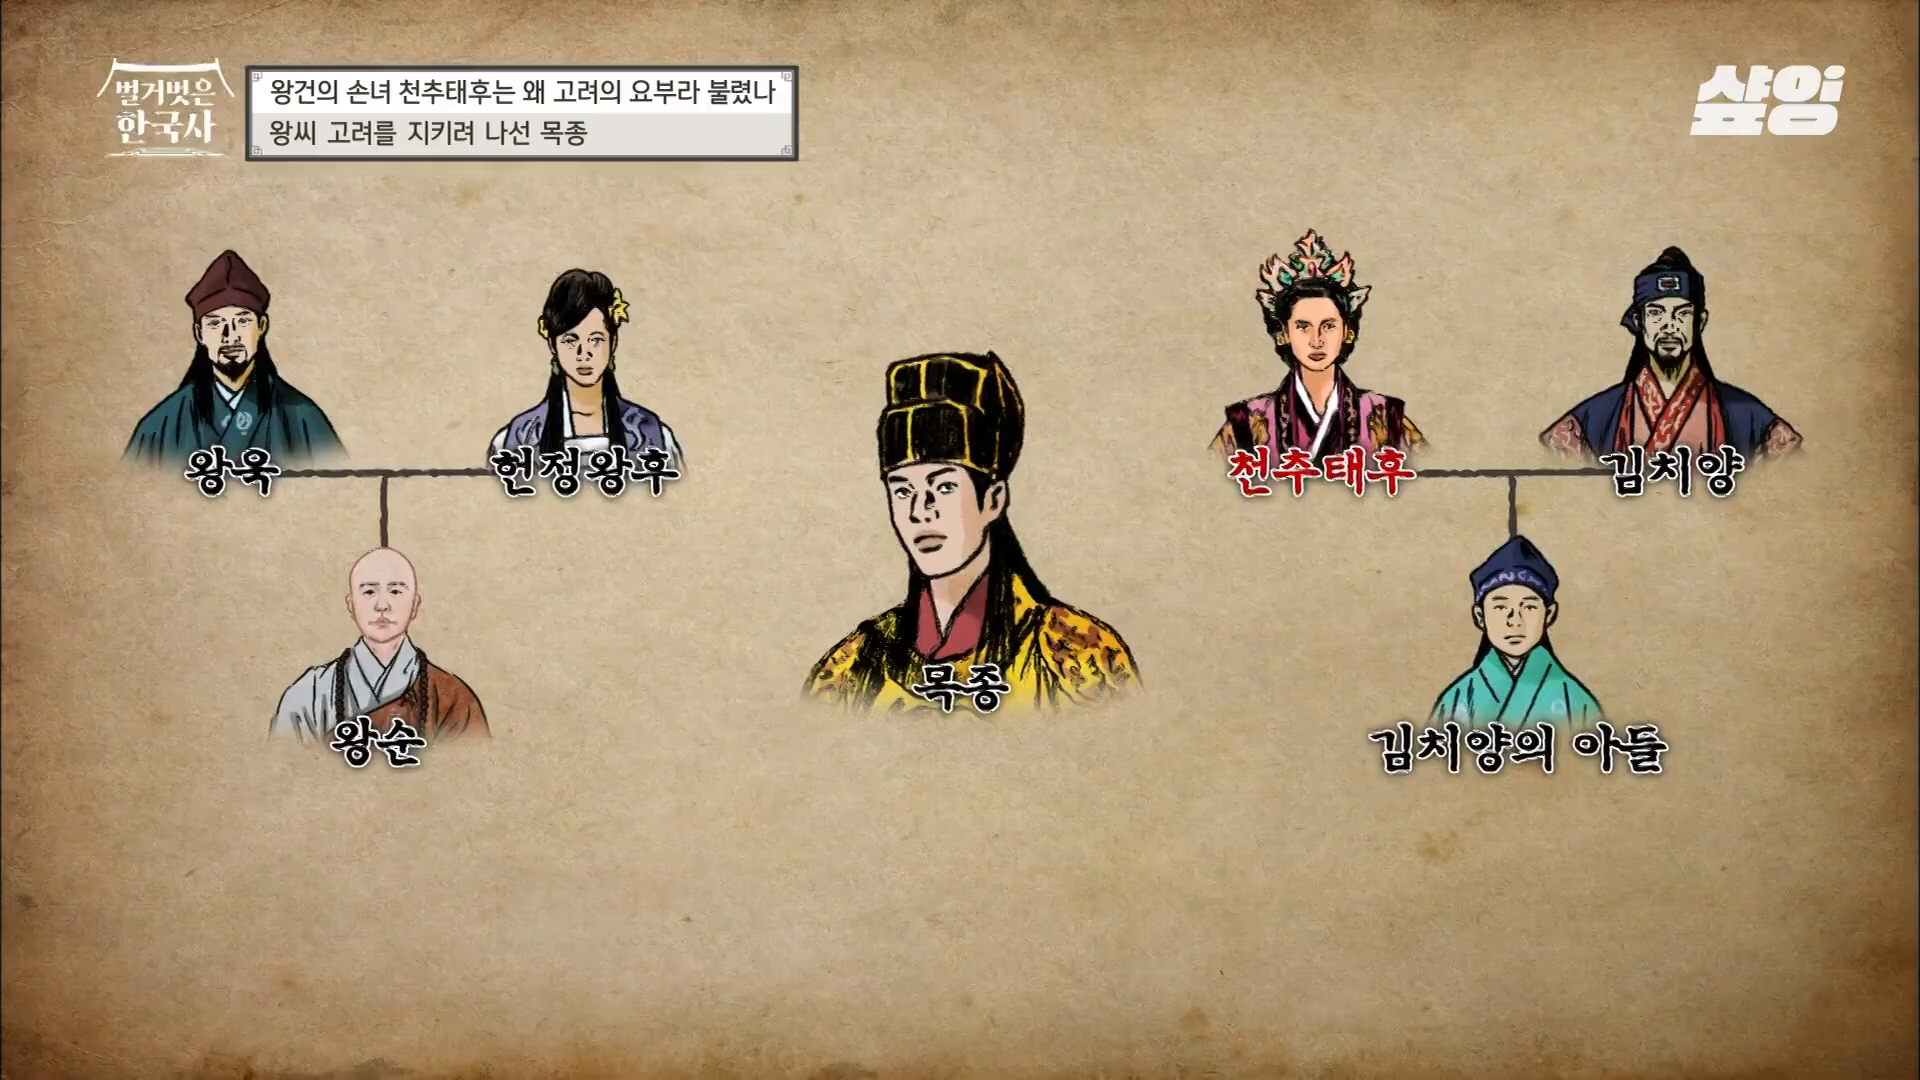 벌거벗은
한국사
왕건의 손녀 천추태후는 왜 고려의 요부라 불렸나
왕씨 고려를 지키려 나선 목종
샾잉
왕욱
헌정왕후
천추태후
김치양
목종
왕순
김치양의 아들